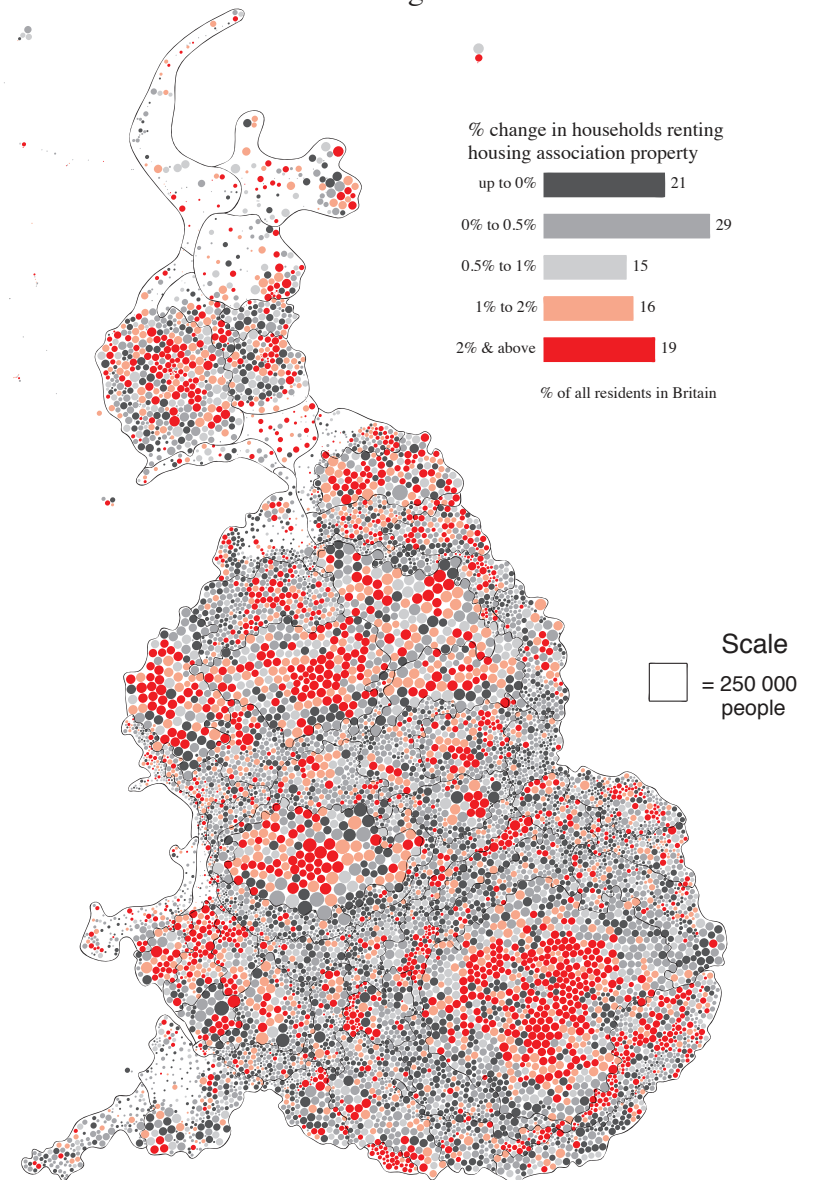 % change in households renting
housing association property
up to 0% 21
0% to 0.5% 29
0.5% to 1% 15
1% to 2% 16
2% & above 19
% of all residents in Britain
Scale
= 250 000
people